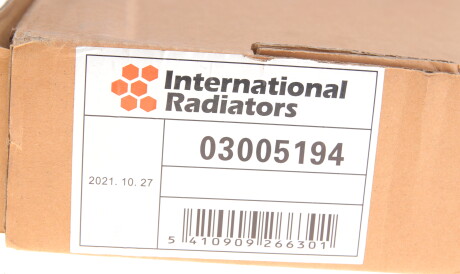 International
Radiators
03005194
2021. 10. 27
5 410909 266301